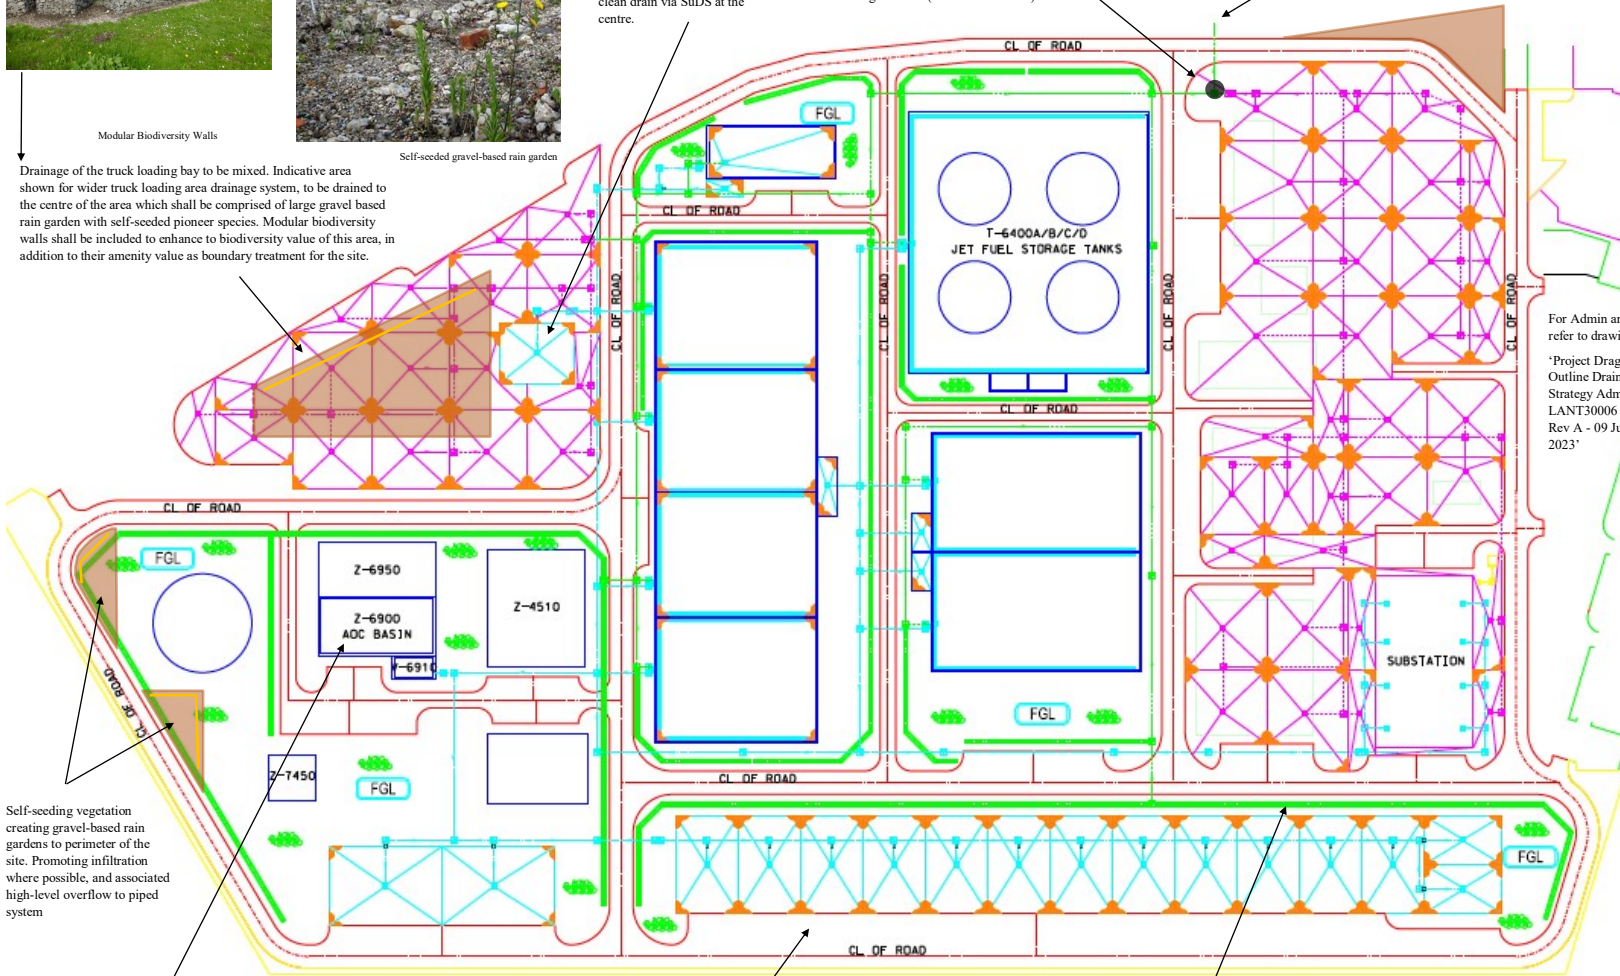 clean drain via SuDS at the
centre.
Modular Biodiversity Walls
Self-seeded gravel-based rain garden
Drainage of the truck loading bay to be mixed. Indicative area
shown for wider truck loading area drainage system, to be drained to
the centre of the area which shall be comprised of large gravel based
rain garden with self-seeded pioneer species. Modular biodiversity
walls shall be included to enhance to biodiversity value of this area, in
addition to their amenity value as boundary treatment for the site.
CL OF ROAD
FGL
CL OF ROAD
T-6400A/B/C/D
JET FUEL STORAGE TANKS
CL OF ROAD
CL OF ROAD
CL OF ROAD
CL OF ROAD
For Admin
refer to
Outline
Strategy
LANT30006
Rev A - 09
2023’
CL OF ROAD
CL OF ROAD
FGL
Z-6950
Z-6900
AOC BASIN
Z-4510
SUBSTATION
CL OF ROAD
FGL
Z-7450
FGL
CL OF ROAD
Self-seeding vegetation
creating gravel-based rain
gardens to perimeter of the
site. Promoting infiltration
where possible, and associated
high-level overflow to piped
system
FGL
CL OF ROAD